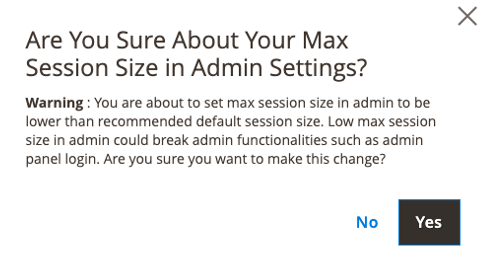 Are You Sure About Your Max
Session Size in Admin Settings?
Warning : You are about to set max session size in admin to be
lower than recommended default session size. Low max session
size in admin could break admin functionalities such as admin
panel login. Are you sure you want to make this change?
No
Yes